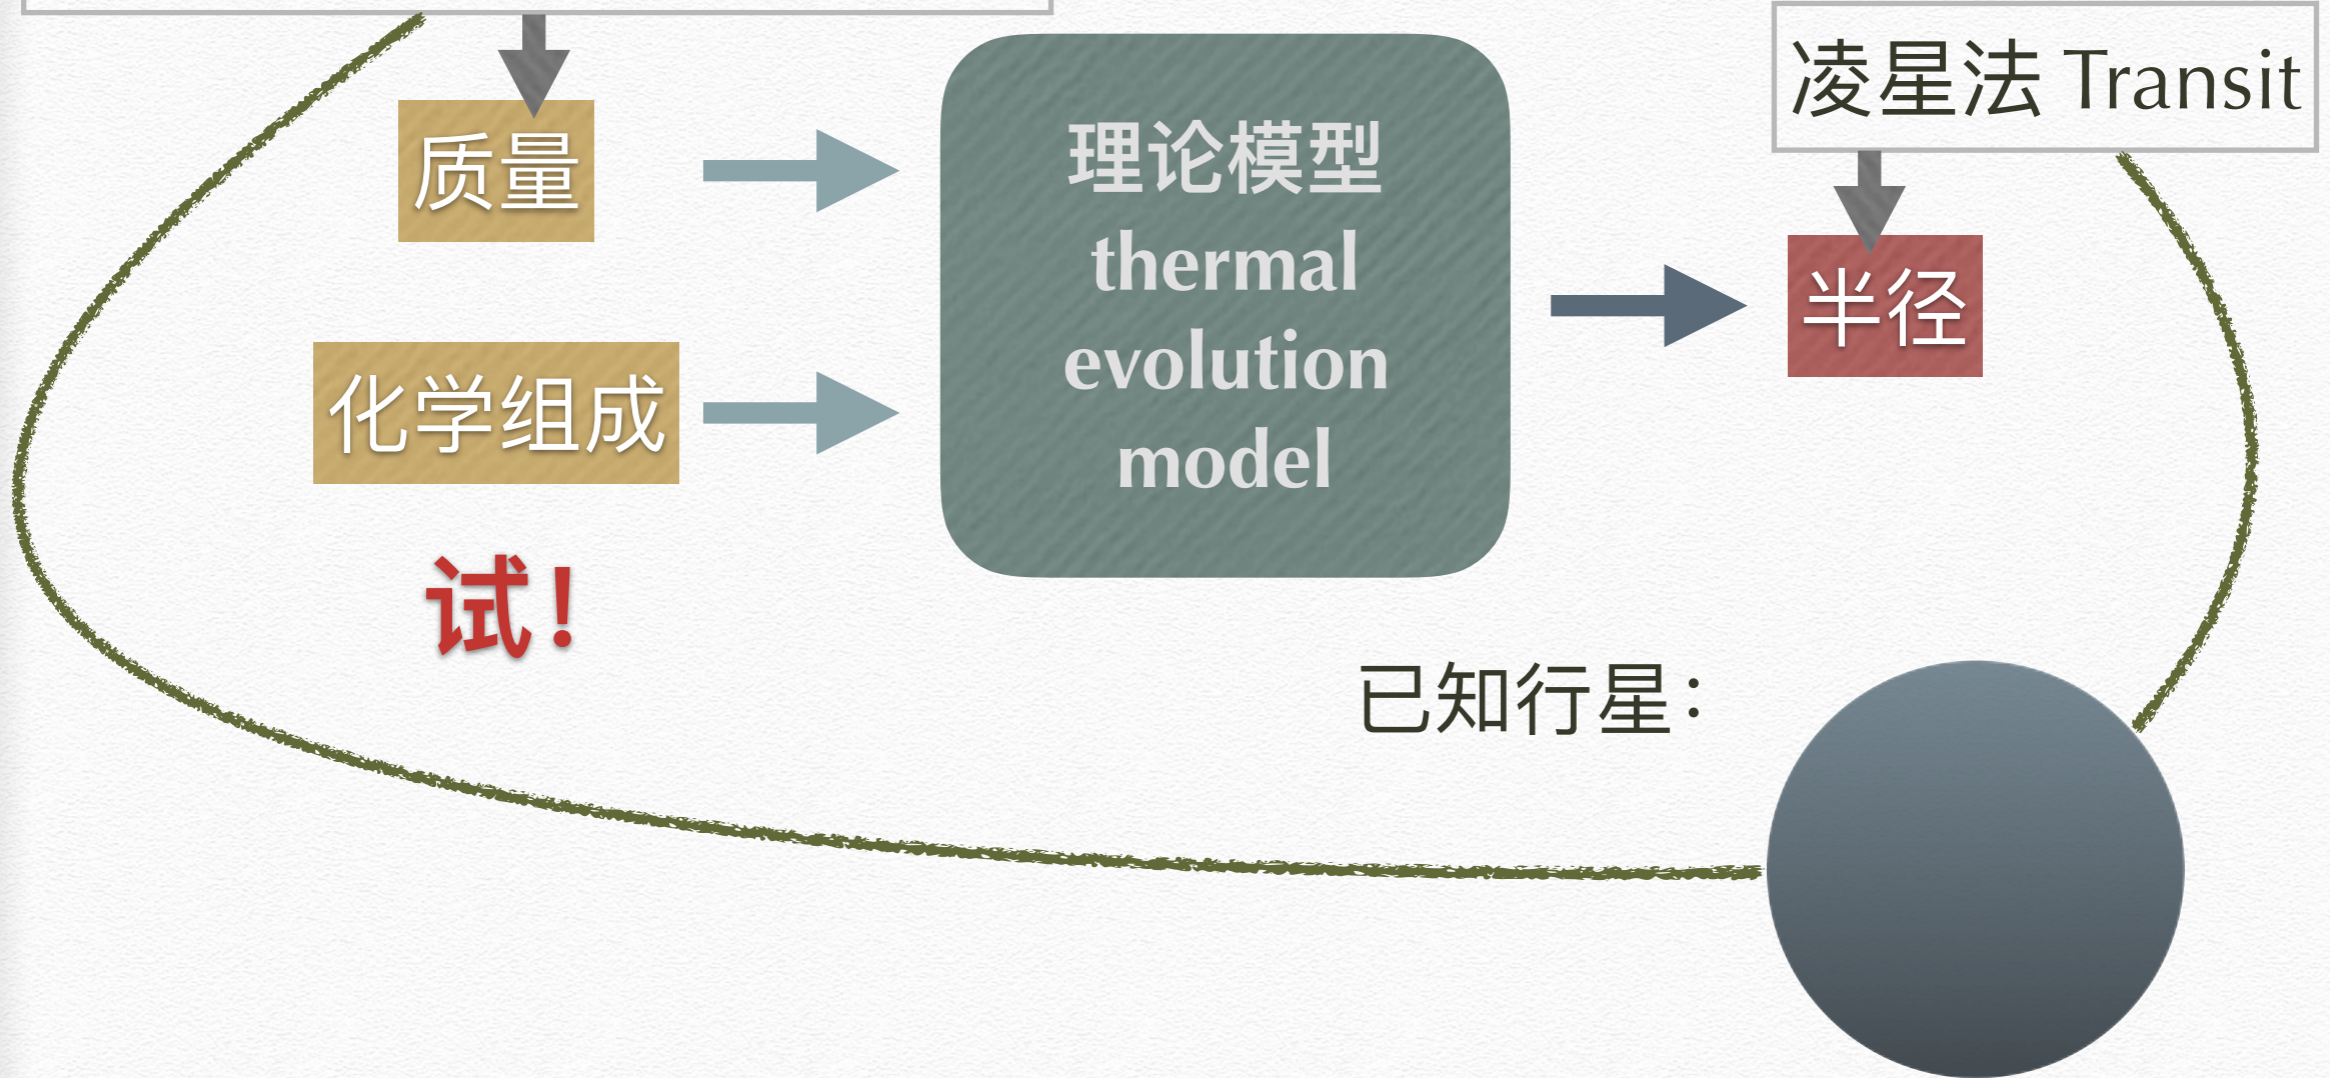 凌星法 Transit
质量
理论模型
thermal
evolution
model
半径
化学组成
试！
已知行星：